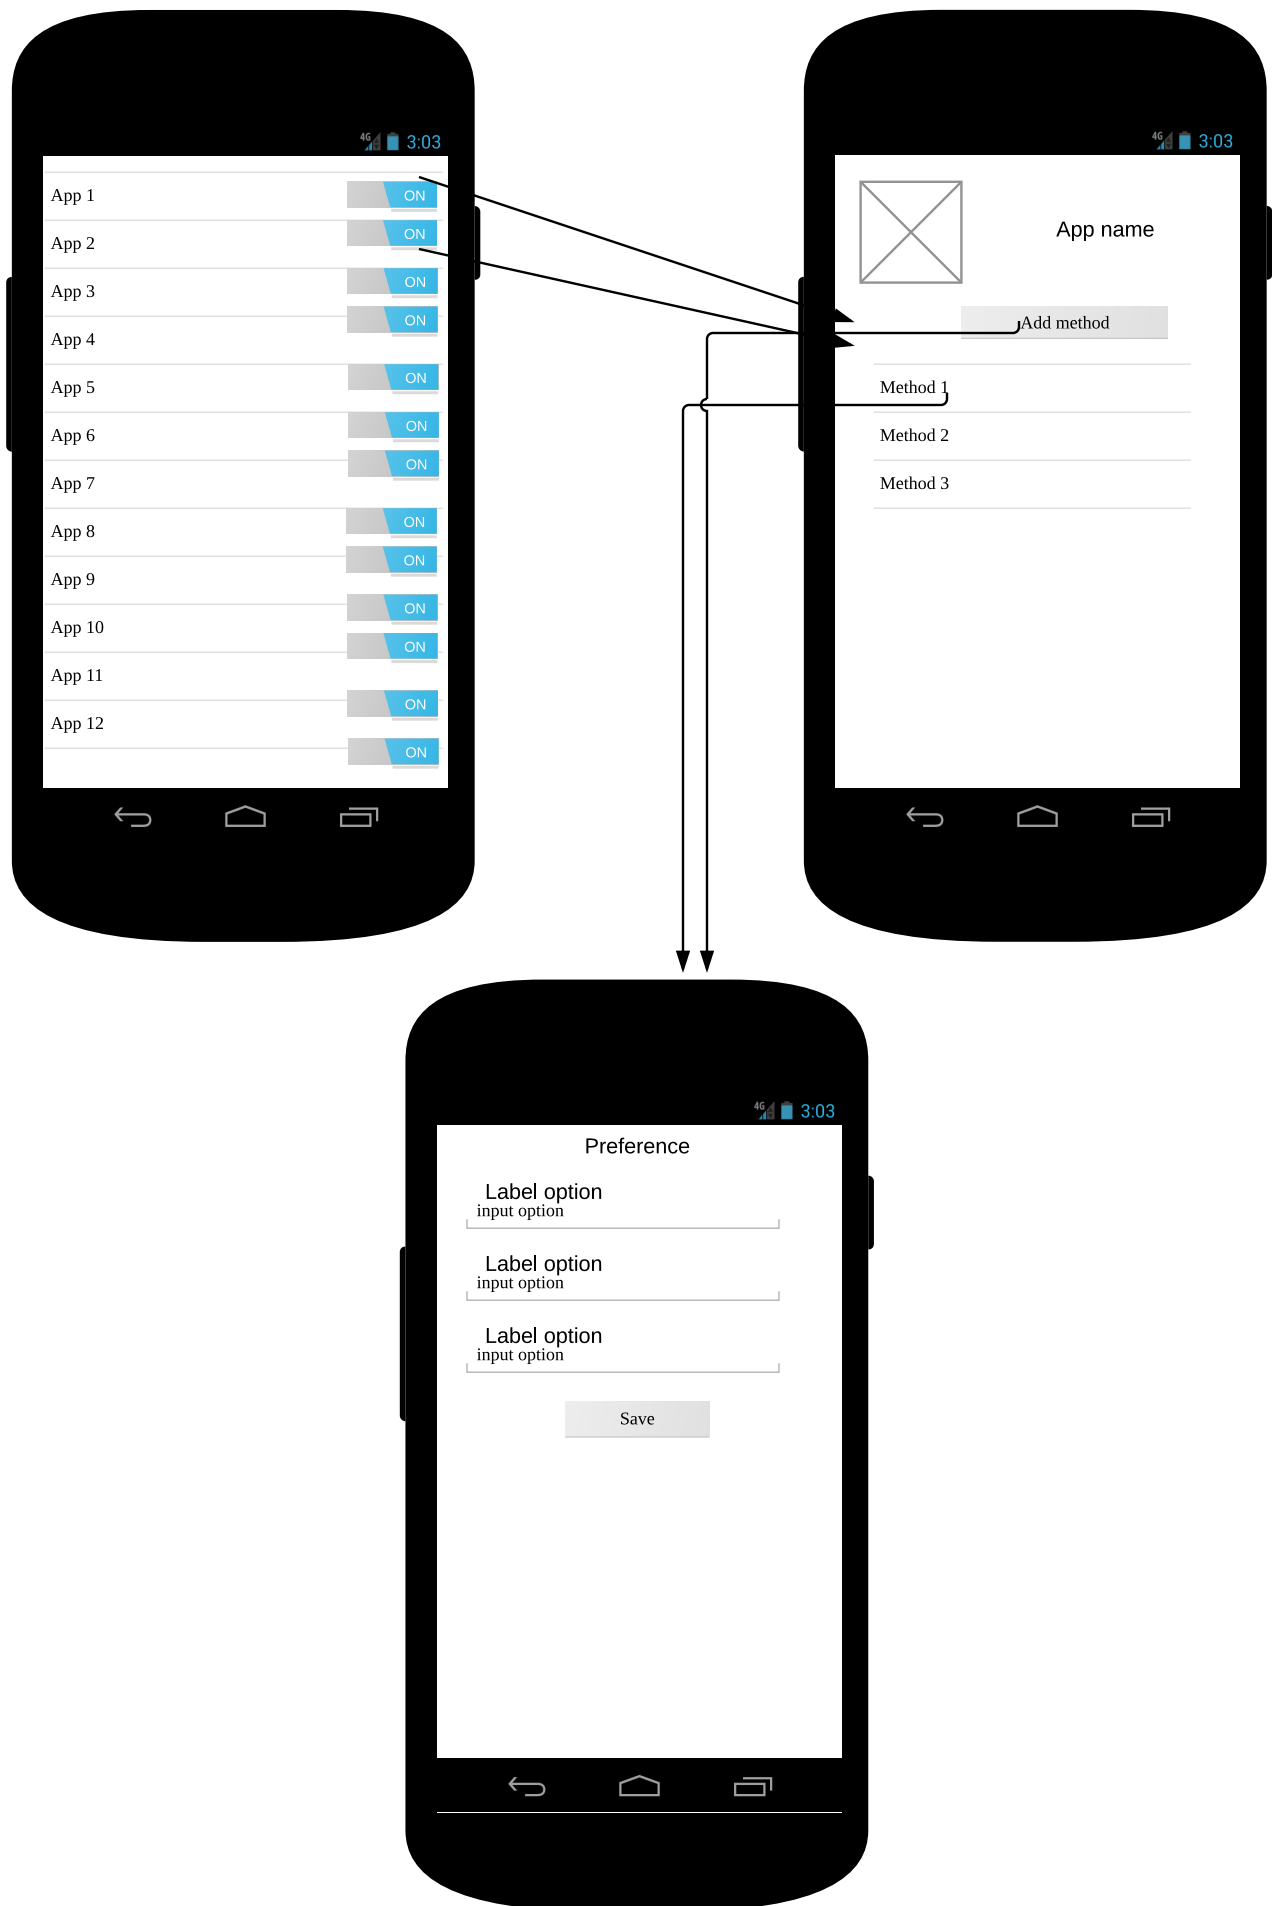 4G 3:03
App 1 ON
App 2 ON
App 3 ON
App 4 ON
App 5 ON
App 6 ON
App 7 ON
App 8 ON
App 9 ON
App 10 ON
App 11 ON
App 12 ON
ON
4G 3:03
App name
Add method
Method 1
Method 2
Method 3
4G 3:03
Preference
Label option
input option
Label option
input option
Label option
input option
Save